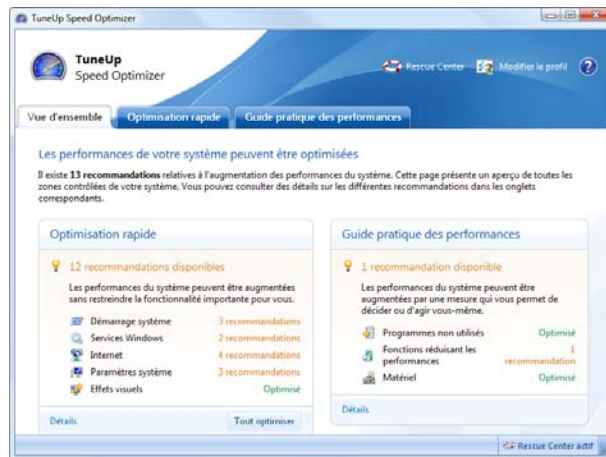 TuneUp Speed Optimizer
TuneUp
Speed Optimizer
Rescue Center
Modifier le profil
?
Vue d'ensemble
Optimisation rapide
Guide pratique des performances
Les performances de votre système peuvent être optimisées
Il existe 13 recommandations relatives à l'augmentation des performances du système. Cette page présente un aperçu de toutes les
zones contrôlées de votre système. Vous pouvez consulter des détails sur les différentes recommandations dans les onglets
correspondants.
Optimisation rapide
12 recommandations disponibles
Les performances du système peuvent être augmentées
sans restreindre la fonctionnalité importante pour vous.
Démarrage système 3 recommandations
Services Windows 2 recommandations
Internet 4 recommandations
Paramètres système 3 recommandations
Effets visuels Optimisé
Détails
Tout optimiser
Guide pratique des performances
1 recommandation disponible
Les performances du système peuvent être
augmentées par une mesure qui vous permet de
décider ou d'agir vous-même.
Programmes non utilisés Optimisé
Fonctions réduisant les 1
performances recommandation
Matériel Optimisé
Détails
Rescue Center actif